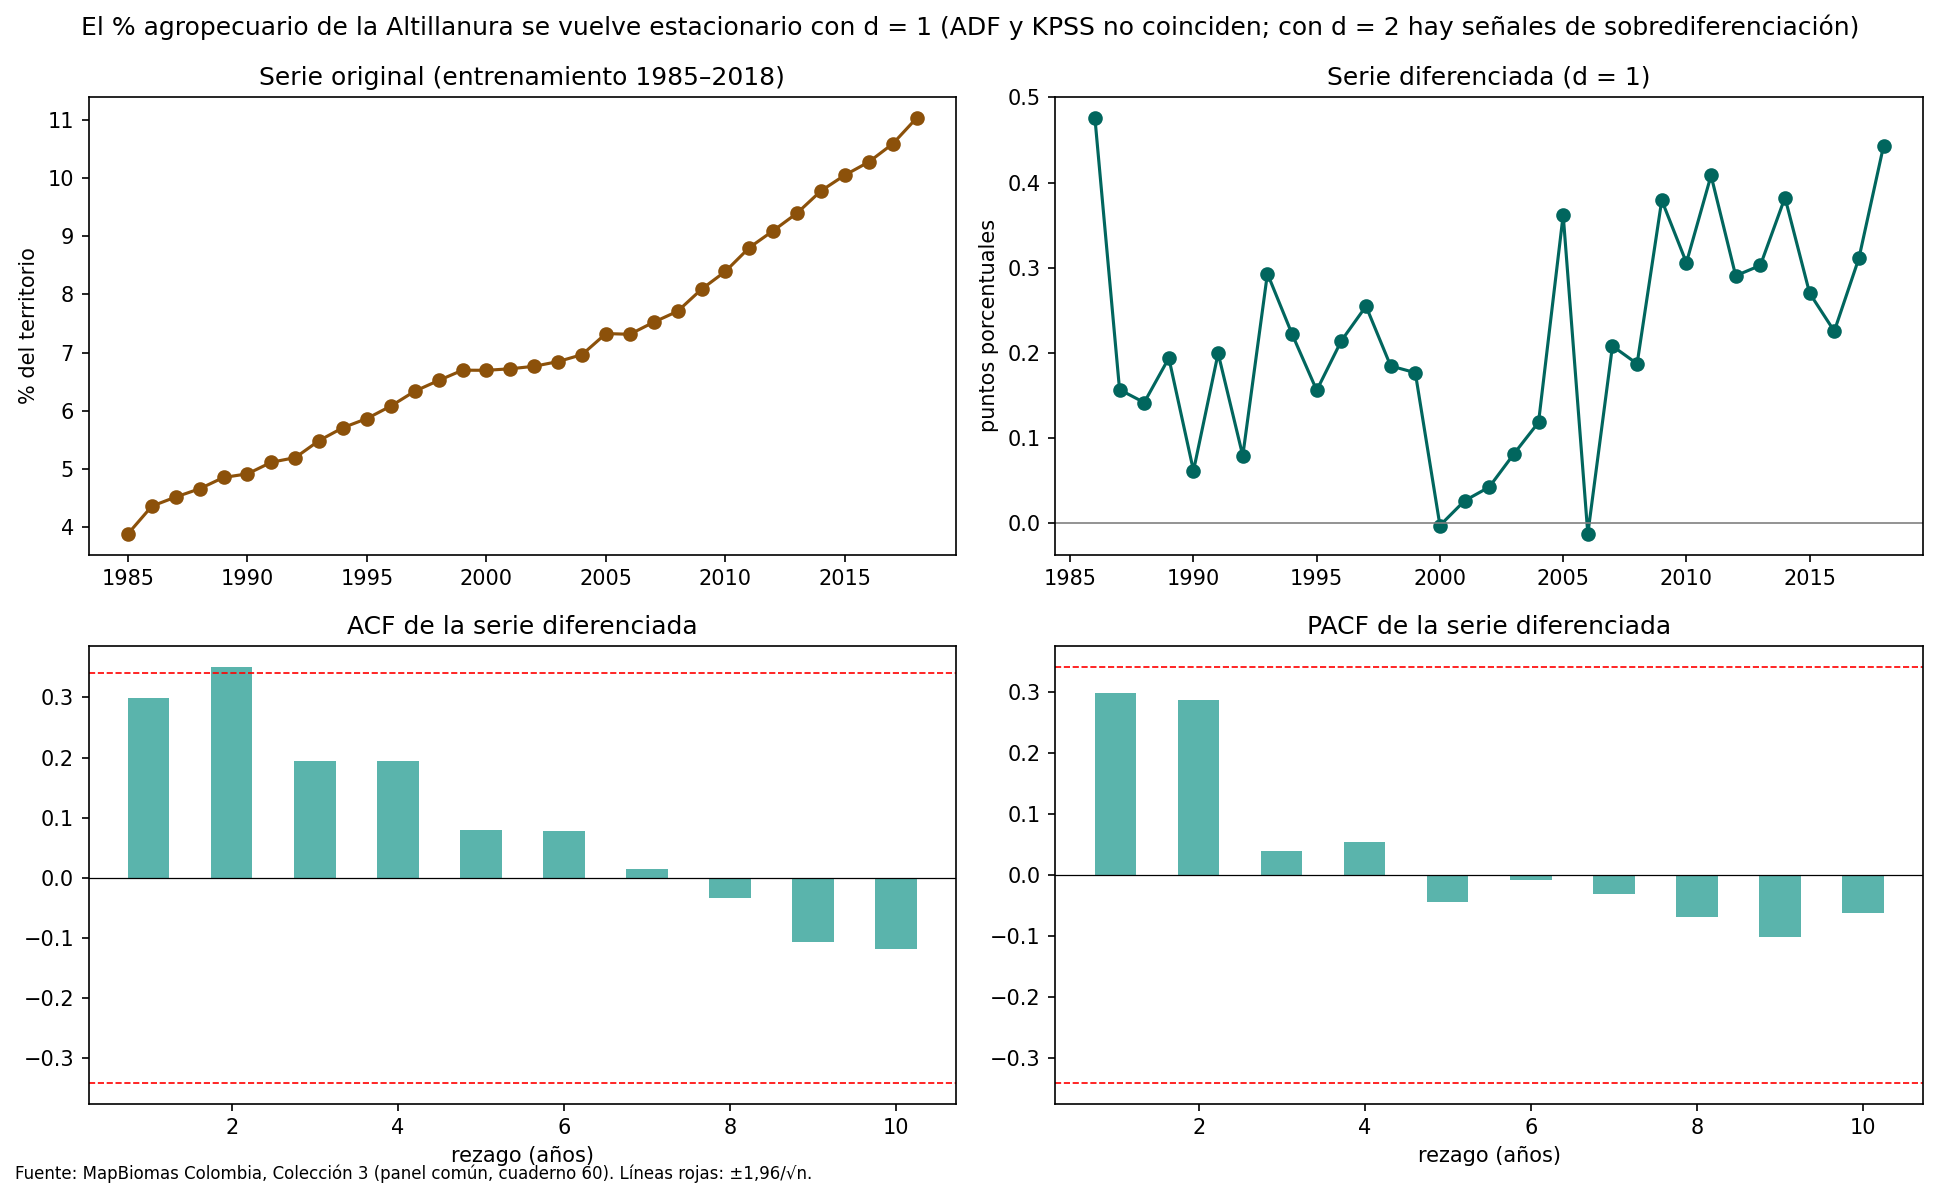 El % agropecuario de la Altillanura se vuelve estacionario con d = 1 (ADF y KPSS no coinciden; con d = 2 hay señales de sobrediferenciación)
Serie original (entrenamiento 1985–2018)
% del territorio
11
10
9
8
7
6
5
4
1985 1990 1995 2000 2005 2010 2015
Serie diferenciada (d = 1)
puntos porcentuales
0.5
0.4
0.3
0.2
0.1
0.0
1985 1990 1995 2000 2005 2010 2015
ACF de la serie diferenciada
0.3
0.2
0.1
0.0
−0.1
−0.2
−0.3
2 4 6 8 10
rezago (años)
PACF de la serie diferenciada
0.3
0.2
0.1
0.0
−0.1
−0.2
−0.3
2 4 6 8 10
rezago (años)
Fuente: MapBiomas Colombia, Colección 3 (panel común, cuaderno 60). Líneas rojas: ±1,96/√n.